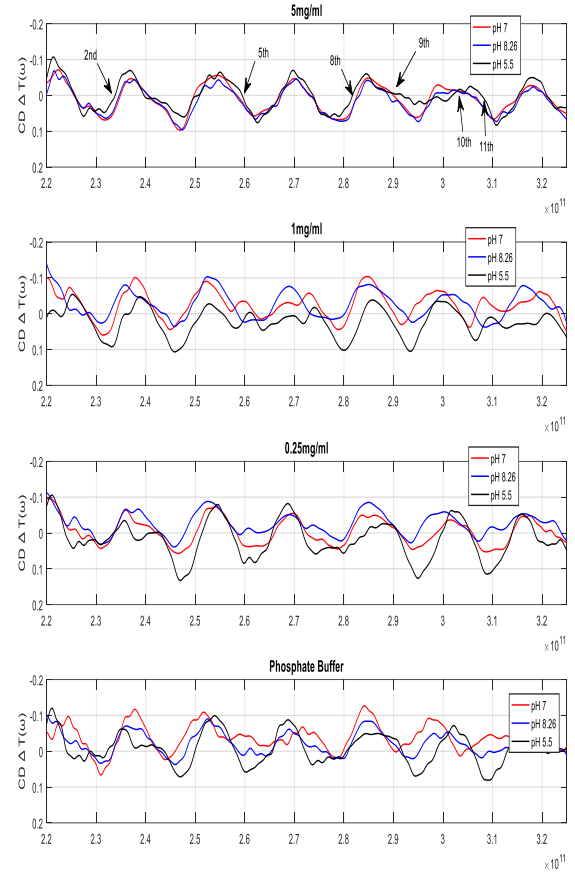 5mg/ml
pH 7
pH 8.26
pH 5.5
2nd
5th
8th
9th
10th
11th
CD Δ T(ω)
-0.2
-0.1
0
0.1
0.2
2.2 2.3 2.4 2.5 2.6 2.7 2.8 2.9 3 3.1 3.2
×10^11
1mg/ml
pH 7
pH 8.26
pH 5.5
CD Δ T(ω)
-0.2
-0.1
0
0.1
0.2
2.2 2.3 2.4 2.5 2.6 2.7 2.8 2.9 3 3.1 3.2
×10^11
0.25mg/ml
pH 7
pH 8.26
pH 5.5
CD Δ T(ω)
-0.2
-0.1
0
0.1
0.2
2.2 2.3 2.4 2.5 2.6 2.7 2.8 2.9 3 3.1 3.2
×10^11
Phosphate Buffer
pH 7
pH 8.26
pH 5.5
CD Δ T(ω)
-0.2
-0.1
0
0.1
0.2
2.2 2.3 2.4 2.5 2.6 2.7 2.8 2.9 3 3.1 3.2
×10^11